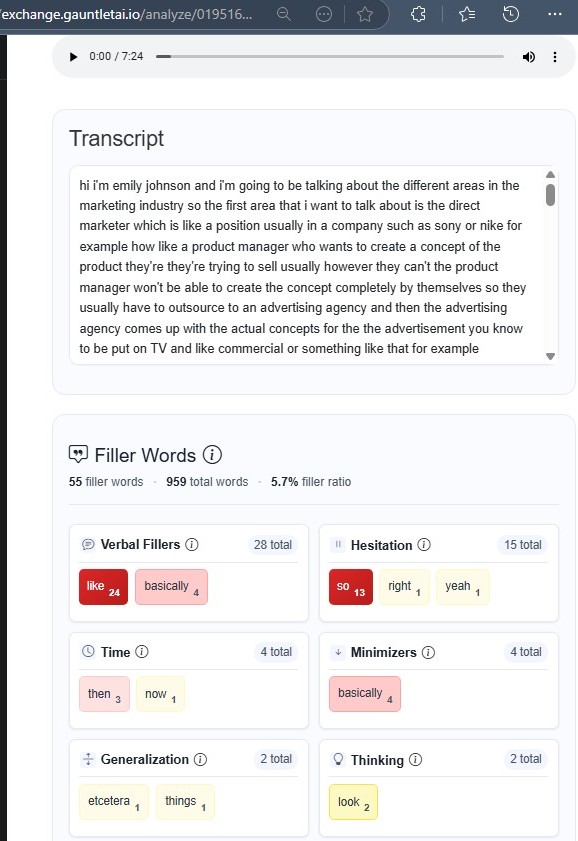 /exchange.gauntletai.io/analyze/019516...
0:00 / 7:24
Transcript
hi i'm emily johnson and i'm going to be talking about the different areas in the
marketing industry so the first area that i want to talk about is the direct
marketer which is like a position usually in a company such as sony or nike for
example how like a product manager who wants to create a concept of the
product they're they're trying to sell usually however they can't the product
manager won't be able to create the concept completely by themselves so they
usually have to outsource to an advertising agency and then the advertising
agency comes up with the actual concepts for the the advertisement you know
to be put on TV and like commercial or something like that for example
Filler Words
55 filler words · 959 total words · 5.7% filler ratio
Verbal Fillers 28 total
like 24 basically 4
Hesitation 15 total
so 13 right 1 yeah 1
Time 4 total
then 3 now 1
Minimizers 4 total
basically 4
Generalization 2 total
etcetera 1 things 1
Thinking 2 total
look 2